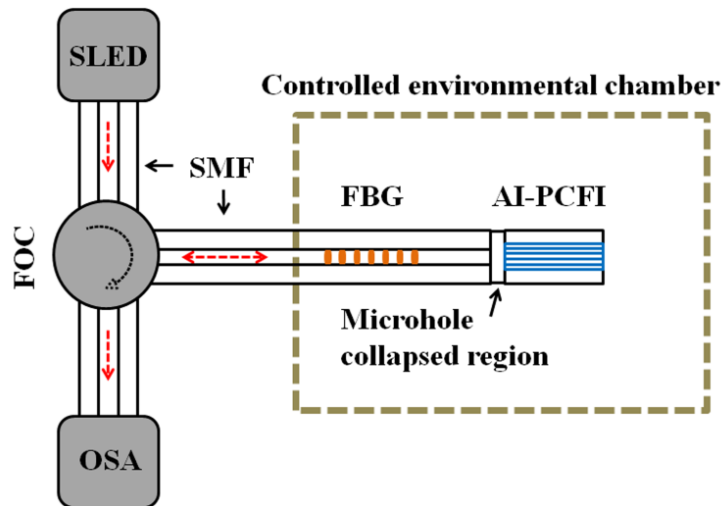 SLED
Controlled environmental chamber
SMF
FBG
AI-PCFI
FOC
Microhole
collapsed region
OSA